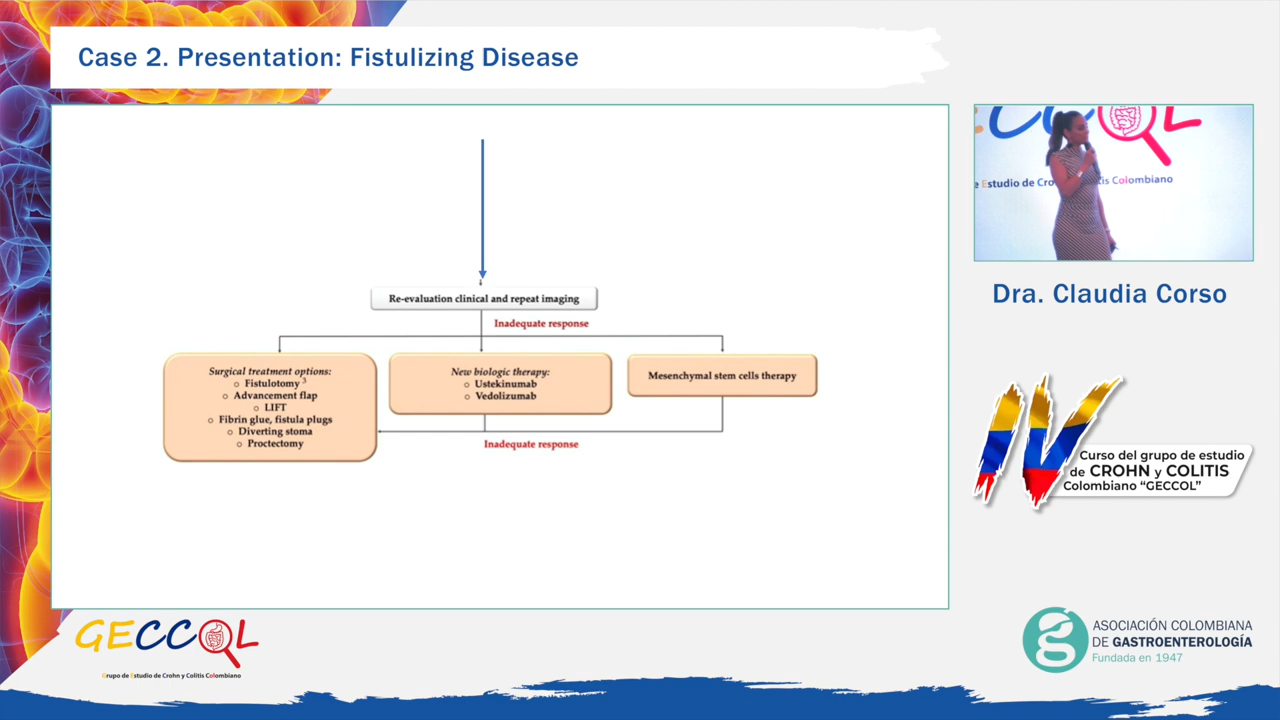 Case 2. Presentation: Fistulizing Disease
Re-evaluation clinical and repeat imaging
Inadequate response
Surgical treatment options:
○ Fistulotomy 3
○ Advancement flap
○ LIFT
○ Fibrin glue, fistula plugs
○ Diverting stoma
○ Proctectomy
New biologic therapy:
○ Ustekinumab
○ Vedolizumab
Mesenchymal stem cells therapy
Inadequate response
Estudio de Cro
is Colombiano
Dra. Claudia Corso
IV
Curso del grupo de estudio
de CROHN y COLITIS
Colombiano “GECCOL”
GECCOL
Grupo de Estudio de Crohn y Colitis Colombiano
ASOCIACIÓN COLOMBIANA
DE GASTROENTEROLOGÍA
Fundada en 1947